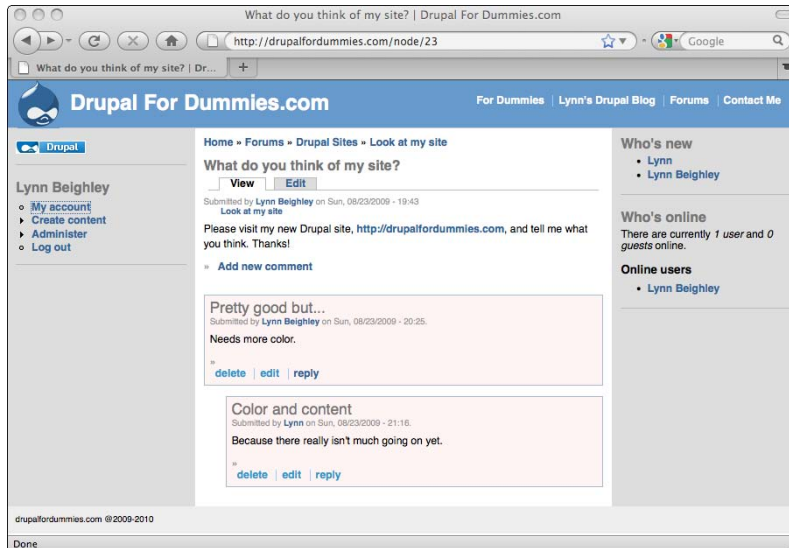 What do you think of my site? | Drupal For Dummies.com
http://drupalfordummies.com/node/23
Google
What do you think of my site? | Dr...
Drupal For Dummies.com
For Dummies | Lynn's Drupal Blog | Forums | Contact Me
Drupal
Lynn Beighley
My account
Create content
Administer
Log out
Home » Forums » Drupal Sites » Look at my site
What do you think of my site?
View Edit
Submitted by Lynn Beighley on Sun, 08/23/2009 - 19:43
Look at my site
Please visit my new Drupal site, http://drupalfordummies.com, and tell me what
you think. Thanks!
» Add new comment
Pretty good but...
Submitted by Lynn Beighley on Sun, 08/23/2009 - 20:25.
Needs more color.
»
delete | edit | reply
Color and content
Submitted by Lynn on Sun, 08/23/2009 - 21:16.
Because there really isn't much going on yet.
»
delete | edit | reply
Who's new
• Lynn
• Lynn Beighley
Who's online
There are currently 1 user and 0
guests online.
Online users
• Lynn Beighley
drupalfordummies.com @2009-2010
Done